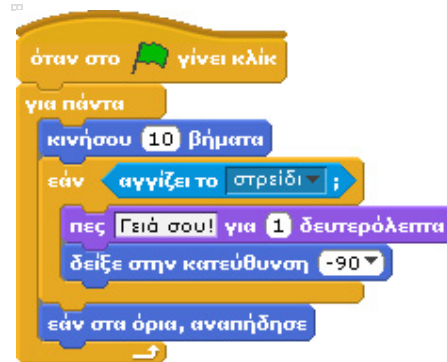 όταν στο γίνει κλίκ
για πάντα
κινήσου 10 βήματα
εάν αγγίζει το στρείδι ;
πες Γειά σου! για 1 δευτερόλεπτα
δείξε στην κατεύθυνση -90
εάν στα όρια, αναπήδησε